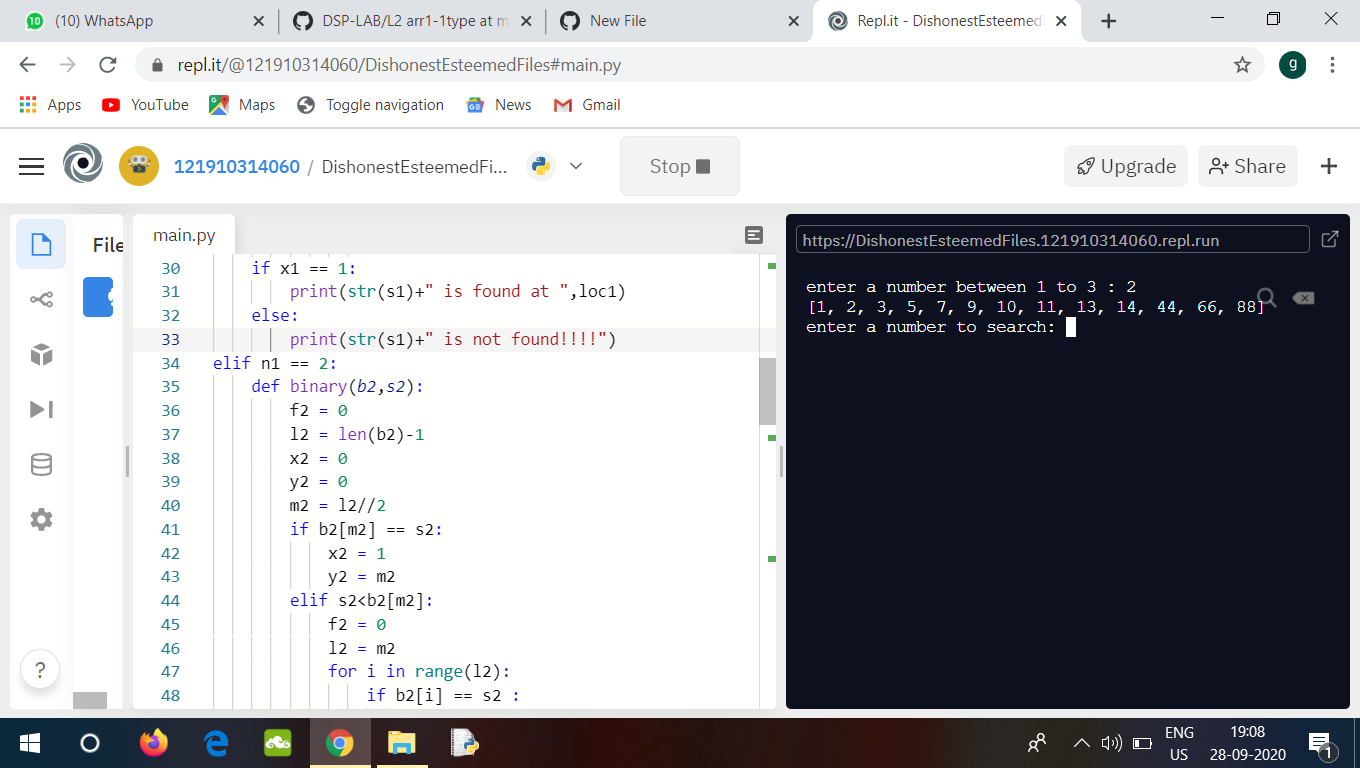 10 (10) WhatsApp
DSP-LAB/L2 arr1-1type at m
New File
Repl.it - DishonestEsteemed
repl.it/@121910314060/DishonestEsteemedFiles#main.py
g
Apps YouTube Maps Toggle navigation News Gmail
121910314060 / DishonestEsteemedFi...
Stop
Upgrade
Share
File
main.py
30 if x1 == 1:
31 print(str(s1)+" is found at ",loc1)
32 else:
33 print(str(s1)+" is not found!!!!")
34 elif n1 == 2:
35 def binary(b2,s2):
36 f2 = 0
37 l2 = len(b2)-1
38 x2 = 0
39 y2 = 0
40 m2 = l2//2
41 if b2[m2] == s2:
42 x2 = 1
43 y2 = m2
44 elif s2<b2[m2]:
45 f2 = 0
46 l2 = m2
47 for i in range(l2):
48 if b2[i] == s2 :
?
https://DishonestEsteemedFiles.121910314060.repl.run
enter a number between 1 to 3 : 2
[1, 2, 3, 5, 7, 9, 10, 11, 13, 14, 44, 66, 88]
enter a number to search:
ENG
US
19:08
28-09-2020
1